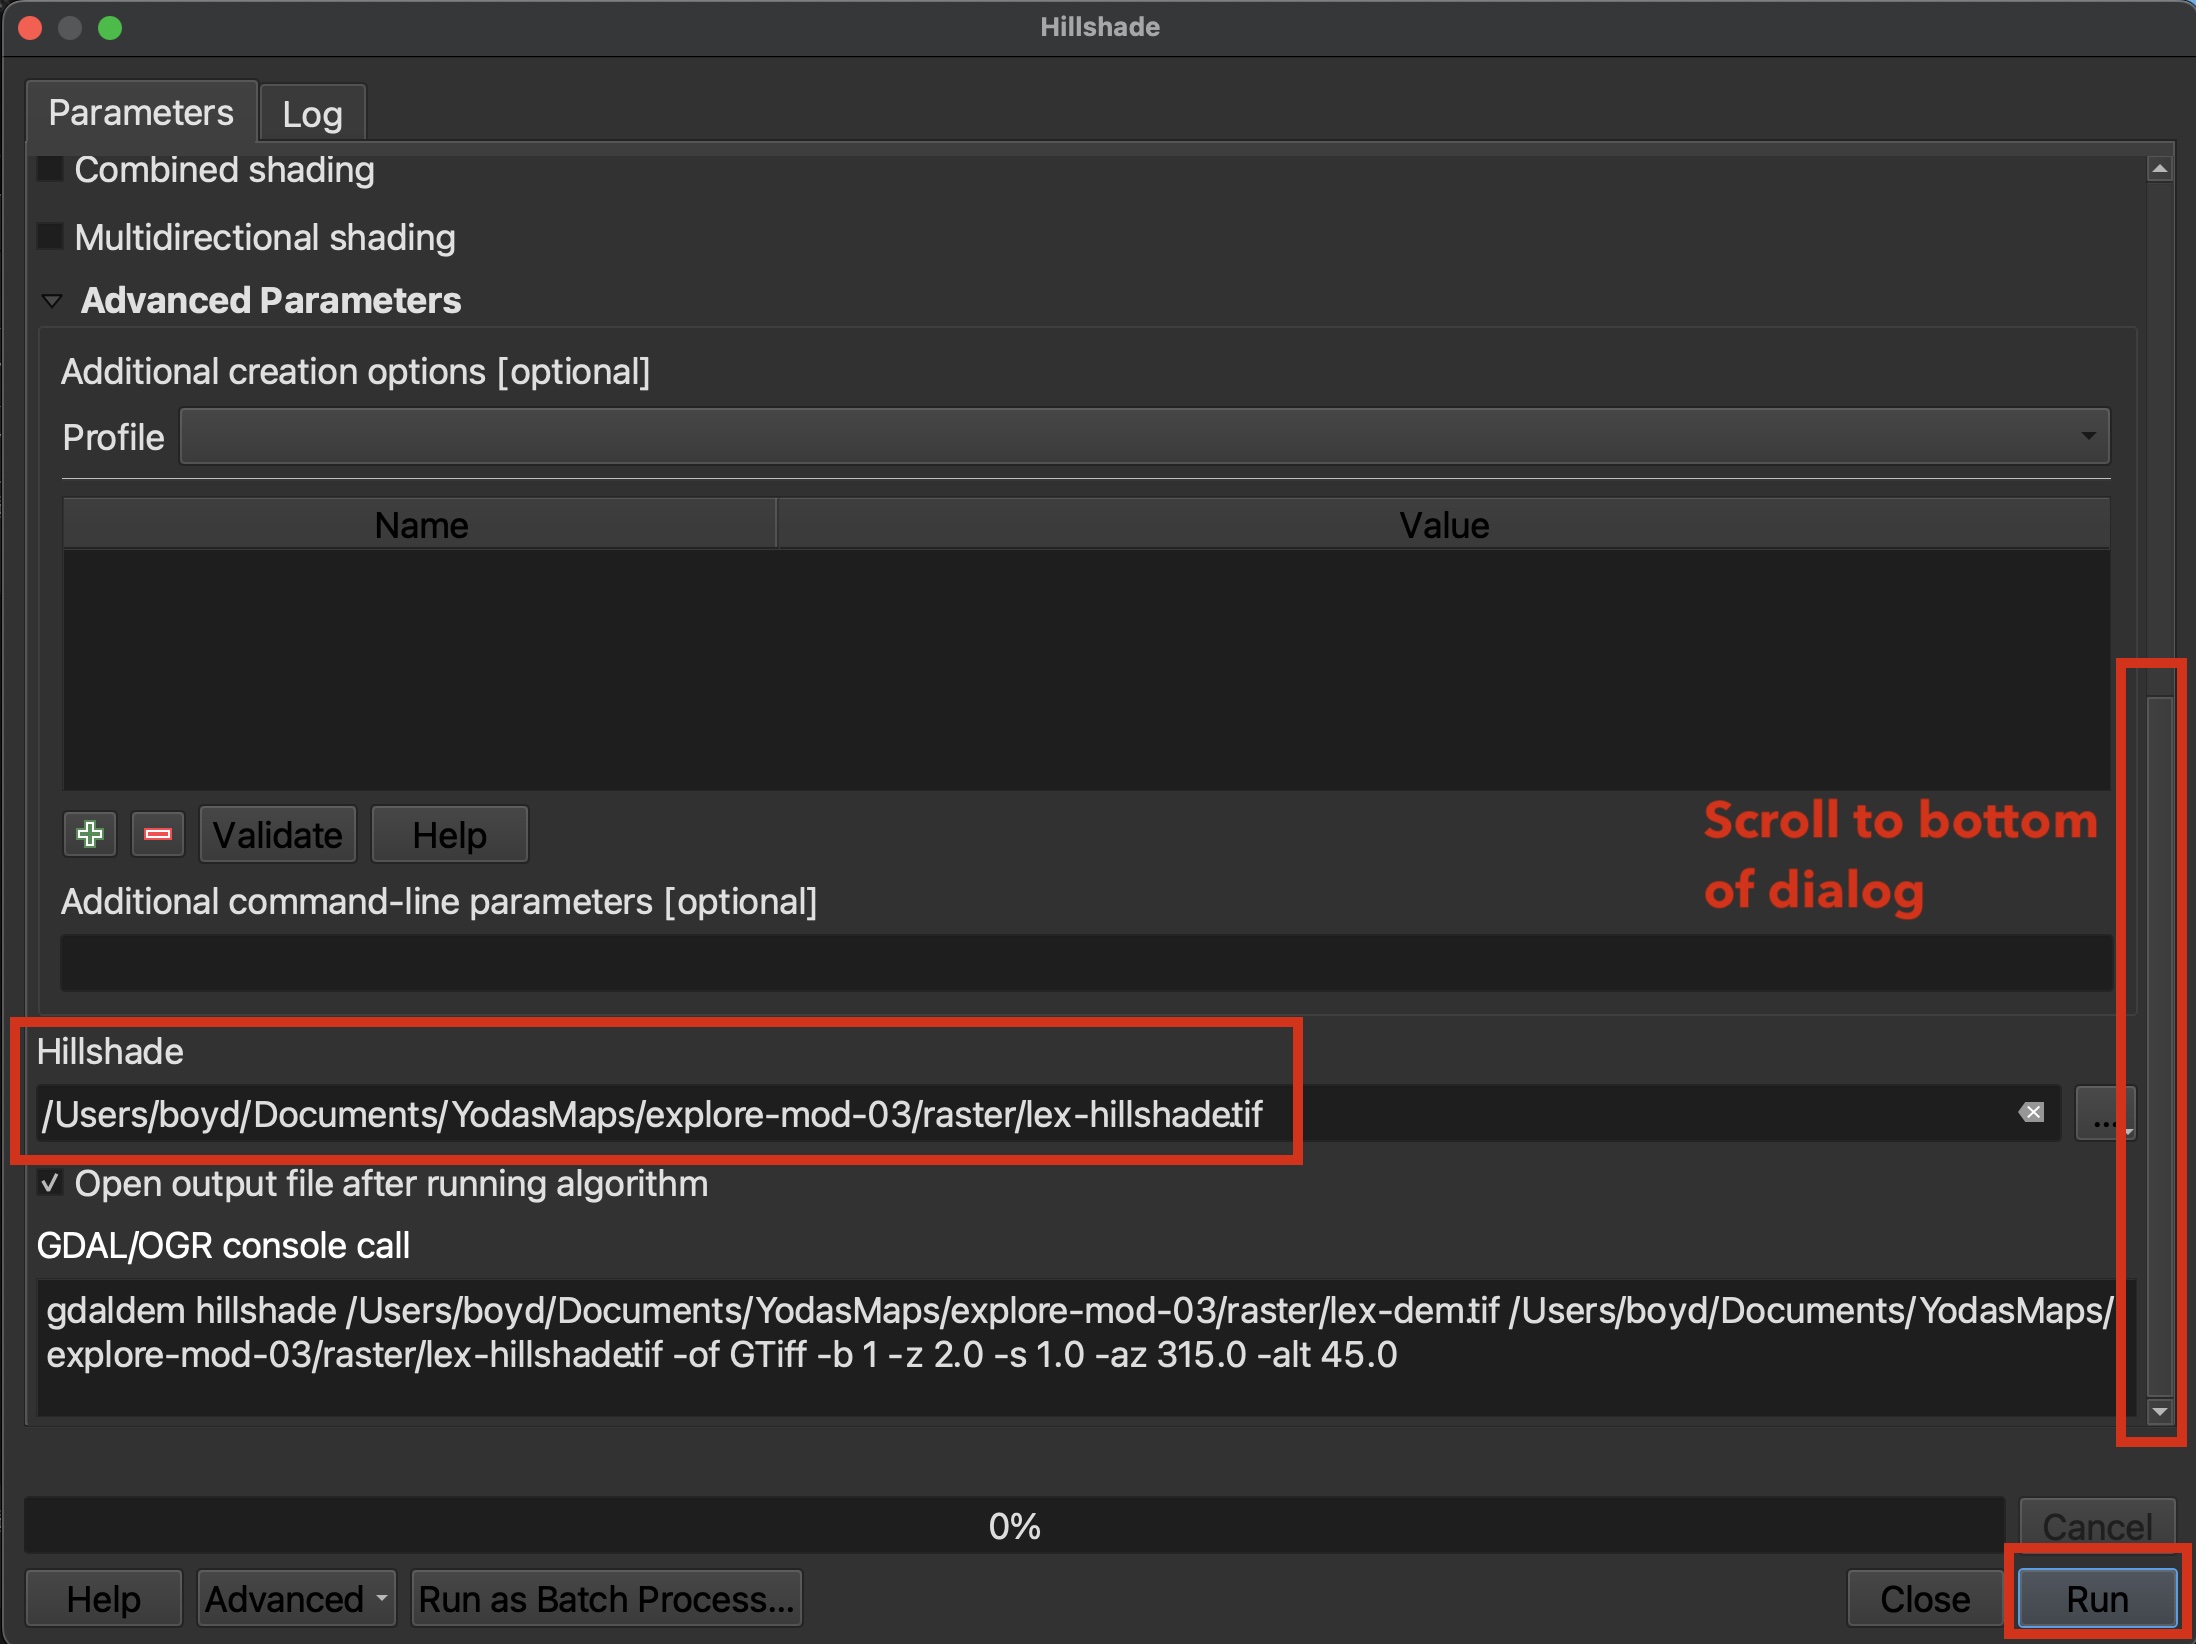 Hillshade
Parameters
Log
Combined shading
Multidirectional shading
Advanced Parameters
Additional creation options [optional]
Profile
Name
Value
Validate
Help
Scroll to bottom
of dialog
Additional command-line parameters [optional]
Hillshade
/Users/boyd/Documents/YodasMaps/explore-mod-03/raster/lex-hillshade.tif
...
Open output file after running algorithm
GDAL/OGR console call
gdaldem hillshade /Users/boyd/Documents/YodasMaps/explore-mod-03/raster/lex-dem.tif /Users/boyd/Documents/YodasMaps/
explore-mod-03/raster/lex-hillshade.tif -of GTiff -b 1 -z 2.0 -s 1.0 -az 315.0 -alt 45.0
0%
Cancel
Help
Advanced
Run as Batch Process...
Close
Run